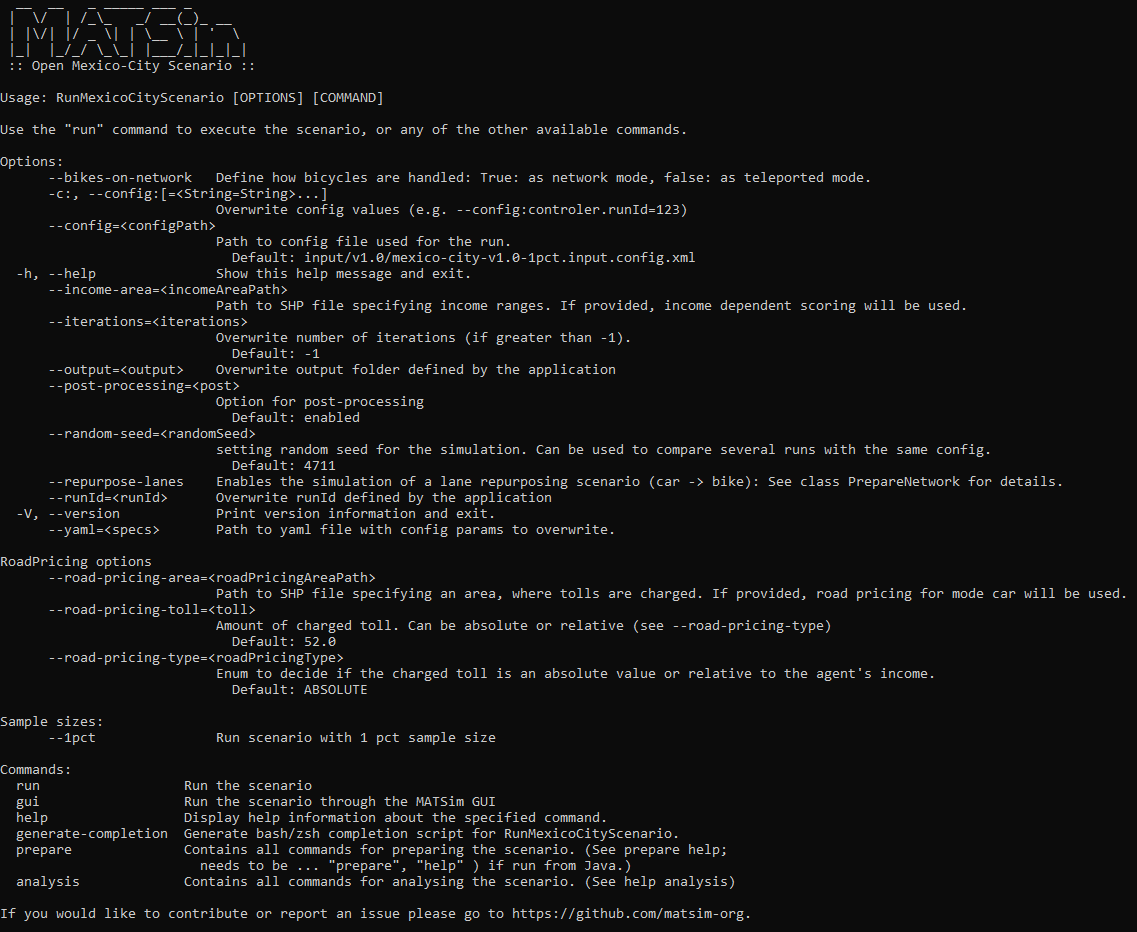 MATSim
:: Open Mexico-City Scenario ::
Usage: RunMexicoCityScenario [OPTIONS] [COMMAND]
Use the "run" command to execute the scenario, or any of the other available commands.
Options:
--bikes-on-network   Define how bicycles are handled: True: as network mode, false: as teleported mode.
-c:, --config:[=<String=String>...]
Overwrite config values (e.g. --config:controler.runId=123)
--config=<configPath>
Path to config file used for the run.
Default: input/v1.0/mexico-city-v1.0-1pct.input.config.xml
-h, --help               Show this help message and exit.
--income-area=<incomeAreaPath>
Path to SHP file specifying income ranges. If provided, income dependent scoring will be used.
--iterations=<iterations>
Overwrite number of iterations (if greater than -1).
Default: -1
--output=<output>    Overwrite output folder defined by the application
--post-processing=<post>
Option for post-processing
Default: enabled
--random-seed=<randomSeed>
setting random seed for the simulation. Can be used to compare several runs with the same config.
Default: 4711
--repurpose-lanes    Enables the simulation of a lane repurposing scenario (car -> bike): See class PrepareNetwork for details.
--runId=<runId>      Overwrite runId defined by the application
-V, --version            Print version information and exit.
--yaml=<specs>       Path to yaml file with config params to overwrite.
RoadPricing options
--road-pricing-area=<roadPricingAreaPath>
Path to SHP file specifying an area, where tolls are charged. If provided, road pricing for mode car will be used.
--road-pricing-toll=<toll>
Amount of charged toll. Can be absolute or relative (see --road-pricing-type)
Default: 52.0
--road-pricing-type=<roadPricingType>
Enum to decide if the charged toll is an absolute value or relative to the agent's income.
Default: ABSOLUTE
Sample sizes:
--1pct               Run scenario with 1 pct sample size
Commands:
run                  Run the scenario
gui                  Run the scenario through the MATSim GUI
help                 Display help information about the specified command.
generate-completion  Generate bash/zsh completion script for RunMexicoCityScenario.
prepare              Contains all commands for preparing the scenario. (See prepare help;
needs to be ... "prepare", "help" ) if run from Java.)
analysis             Contains all commands for analysing the scenario. (See help analysis)
If you would like to contribute or report an issue please go to https://github.com/matsim-org.